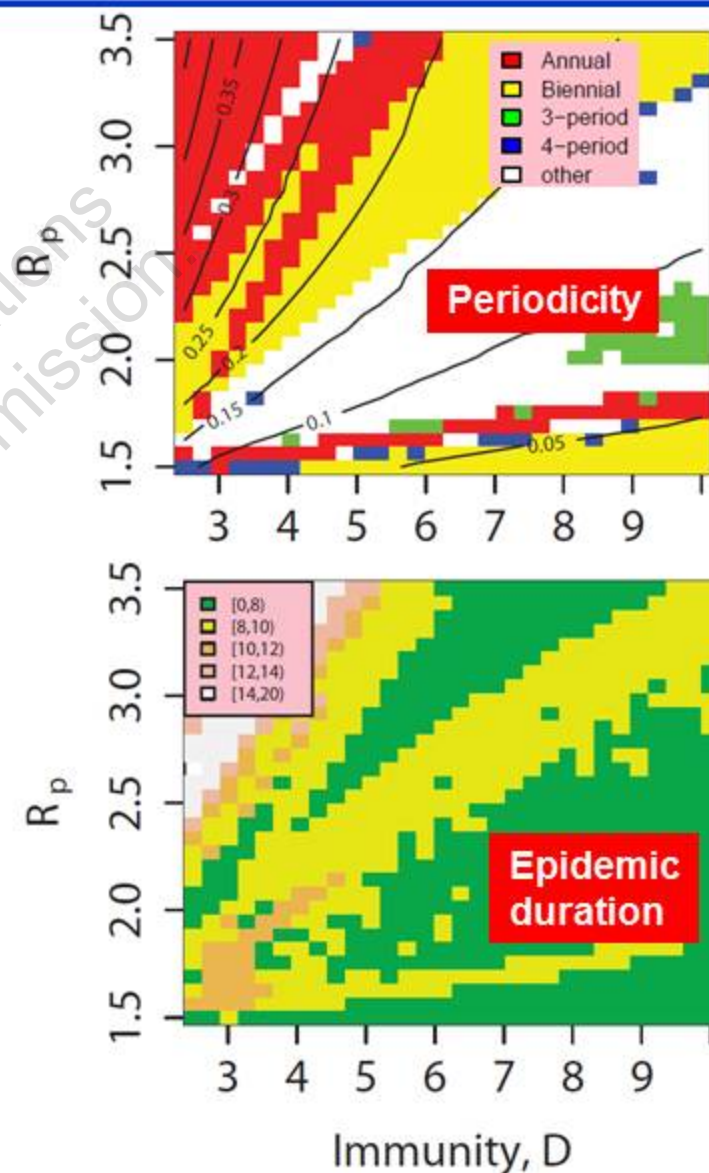 3.5
3.0
2.5
2.0
1.5
R p
Annual
Biennial
3-period
4-period
other
0.35
0.3
0.25
0.2
0.15
0.1
0.05
Periodicity
3 4 5 6 7 8 9
3.5
3.0
2.5
2.0
1.5
R p
[0,8)
[8,10)
[10,12)
[12,14)
[14,20)
Epidemic
duration
3 4 5 6 7 8 9
Immunity, D